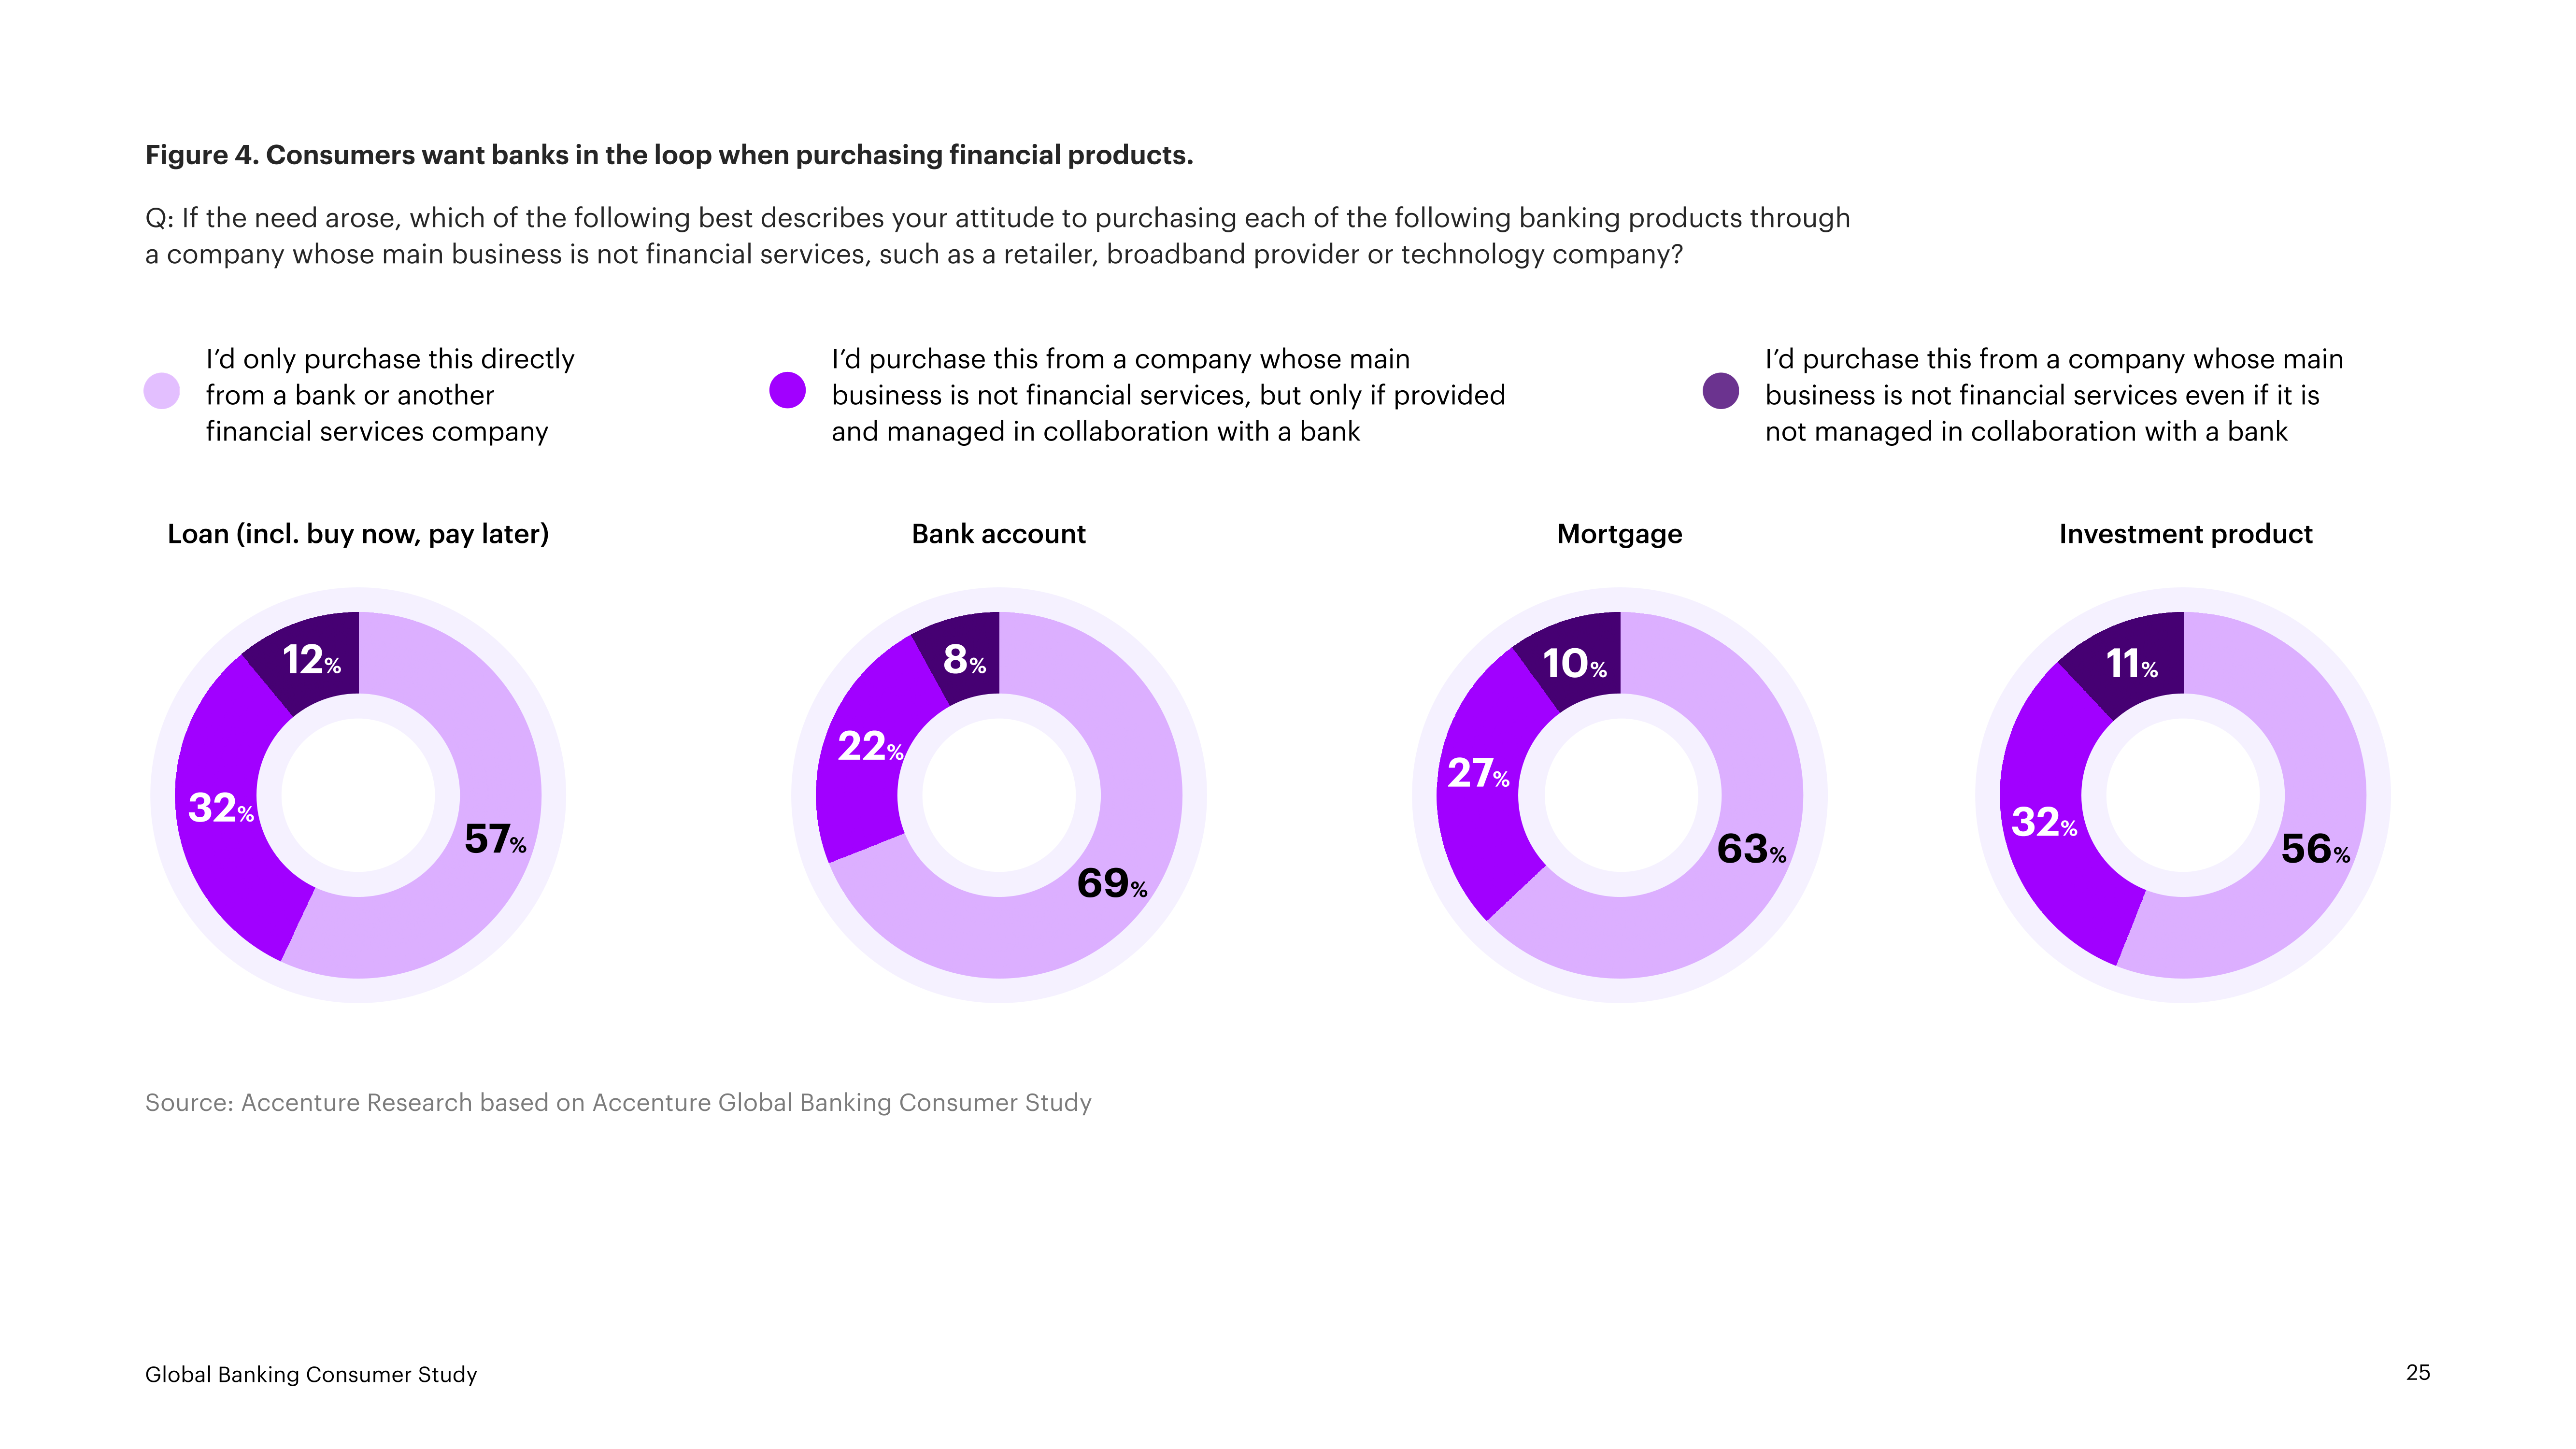 Figure 4. Consumers want banks in the loop when purchasing financial products.
Q: If the need arose, which of the following best describes your attitude to purchasing each of the following banking products through
a company whose main business is not financial services, such as a retailer, broadband provider or technology company?
I’d only purchase this directly
from a bank or another
financial services company
I’d purchase this from a company whose main
business is not financial services, but only if provided
and managed in collaboration with a bank
I’d purchase this from a company whose main
business is not financial services even if it is
not managed in collaboration with a bank
Loan (incl. buy now, pay later)
12%
32%
57%
Bank account
8%
22%
69%
Mortgage
10%
27%
63%
Investment product
11%
32%
56%
Source: Accenture Research based on Accenture Global Banking Consumer Study
Global Banking Consumer Study
25